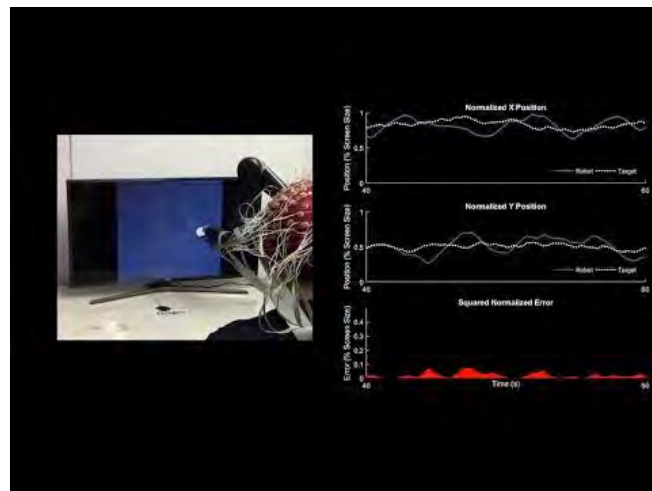 Normalized X Position
Position (% Screen Size)
1
0.5
0
Robot Target
40
60
Normalized Y Position
Position (% Screen Size)
1
0.5
0
Robot Target
40
60
Squared Normalized Error
Error (% Screen Size)
0.4
0.3
0.2
0.1
0
40
Time (s)
60